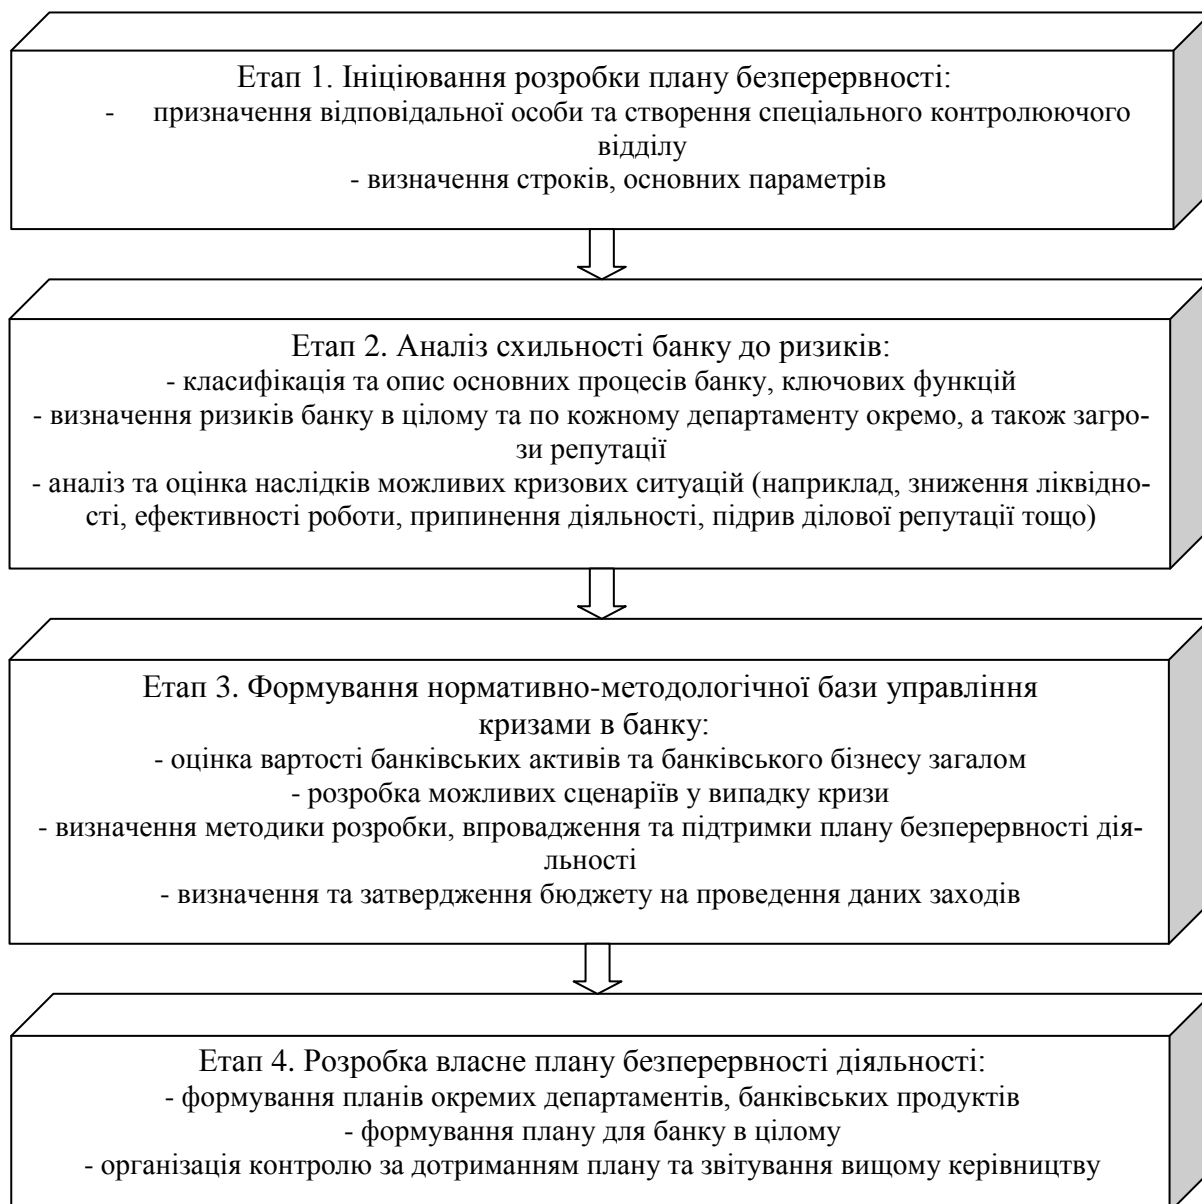 Етап 1. Ініціювання розробки плану безперервності:
- призначення відповідальної особи та створення спеціального контролюючого
відділу
- визначення строків, основних параметрів
Етап 2. Аналіз схильності банку до ризиків:
- класифікація та опис основних процесів банку, ключових функцій
- визначення ризиків банку в цілому та по кожному департаменту окремо, а також загро-
зи репутації
- аналіз та оцінка наслідків можливих кризових ситуацій (наприклад, зниження ліквідно-
сті, ефективності роботи, припинення діяльності, підрив ділової репутації тощо)
Етап 3. Формування нормативно-методологічної бази управління
кризами в банку:
- оцінка вартості банківських активів та банківського бізнесу загалом
- розробка можливих сценаріїв у випадку кризи
- визначення методики розробки, впровадження та підтримки плану безперервності дія-
льності
- визначення та затвердження бюджету на проведення даних заходів
Етап 4. Розробка власне плану безперервності діяльності:
- формування планів окремих департаментів, банківських продуктів
- формування плану для банку в цілому
- організація контролю за дотриманням плану та звітування вищому керівництву